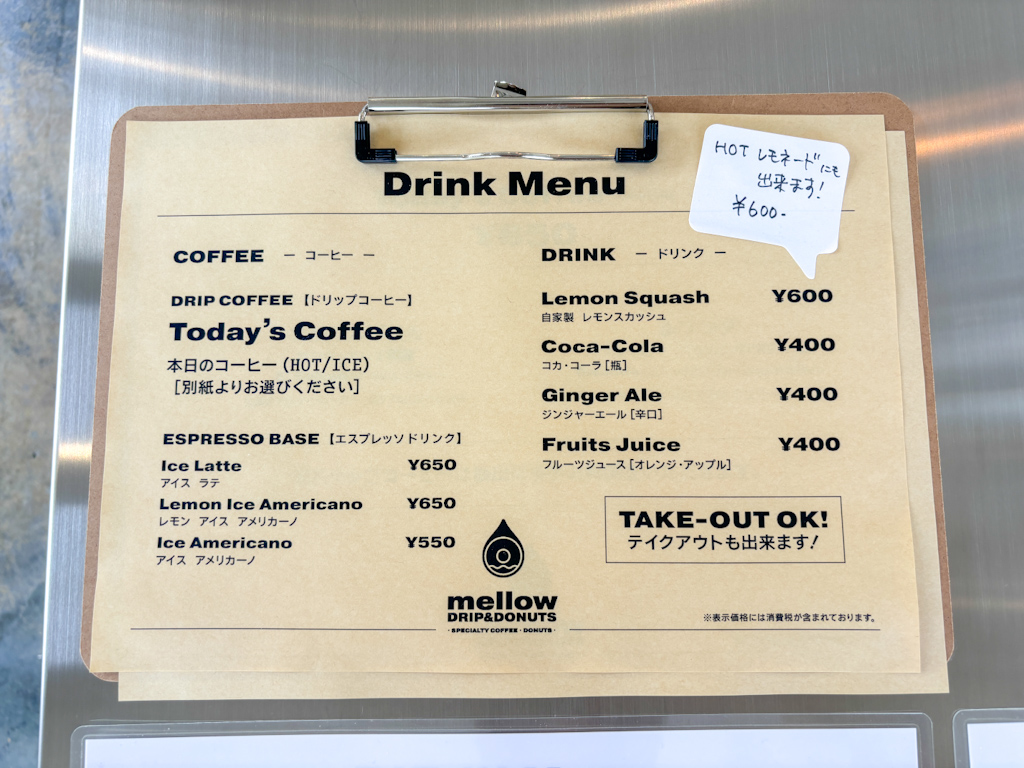 Drink Menu
HOT レモネードにも
出来ます!
¥600-
COFFEE — コーヒー —
DRIP COFFEE【ドリップコーヒー】
Today's Coffee
本日のコーヒー(HOT/ICE)
[別紙よりお選びください]
ESPRESSO BASE【エスプレッソドリンク】
Ice Latte ¥650
アイス ラテ
Lemon Ice Americano ¥650
レモン アイス アメリカーノ
Ice Americano ¥550
アイス アメリカーノ
DRINK — ドリンク —
Lemon Squash ¥600
自家製 レモンスカッシュ
Coca-Cola ¥400
コカ・コーラ[瓶]
Ginger Ale ¥400
ジンジャーエール[辛口]
Fruits Juice ¥400
フルーツジュース[オレンジ・アップル]
TAKE-OUT OK!
テイクアウトも出来ます!
mellow
DRIP&DONUTS
・SPECIALTY COFFEE・DONUTS・
※表示価格には消費税が含まれております。